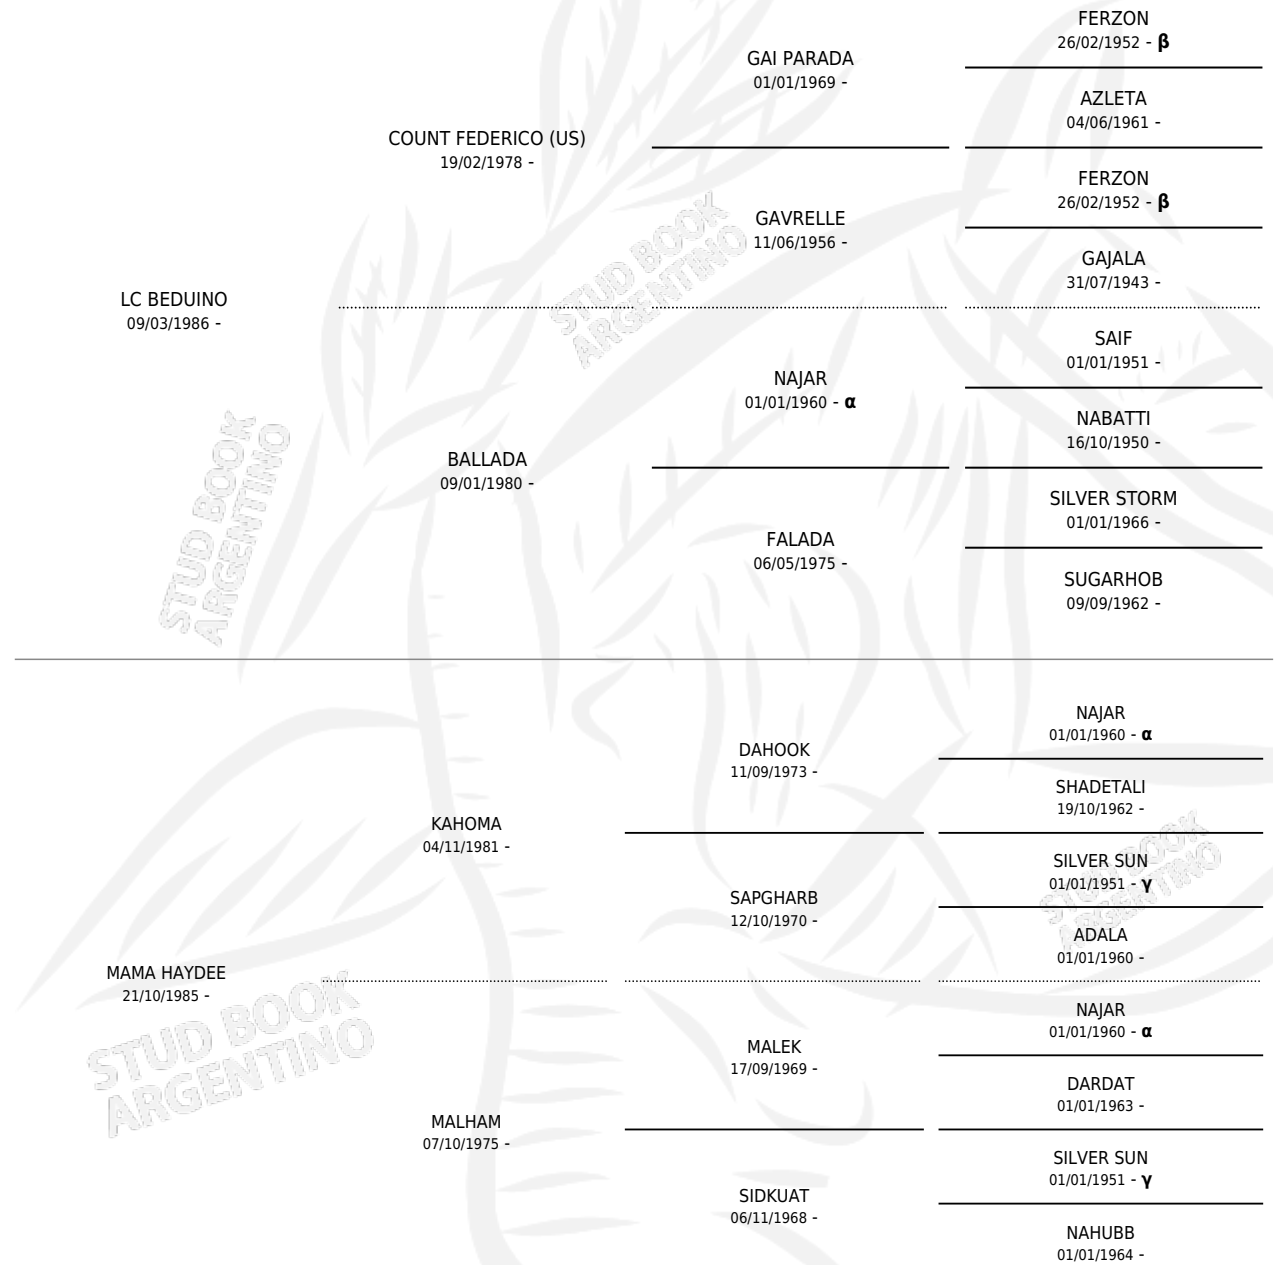 FERZON
26/02/1952 - β
GAI PARADA
01/01/1969 -
AZLETA
04/06/1961 -
COUNT FEDERICO (US)
19/02/1978 -
FERZON
26/02/1952 - β
GAVRELLE
11/06/1956 -
GAJALA
31/07/1943 -
LC BEDUINO
09/03/1986 -
SAIF
01/01/1951 -
NAJAR
01/01/1960 - α
NABATTI
16/10/1950 -
BALLADA
09/01/1980 -
SILVER STORM
01/01/1966 -
FALADA
06/05/1975 -
SUGARHOB
09/09/1962 -
STUD BOOK
ARGENTINO
STUD BOOK
ARGENTINO
NAJAR
01/01/1960 - α
DAHOOK
11/09/1973 -
SHADETALI
19/10/1962 -
KAHOMA
04/11/1981 -
SILVER SUN
01/01/1951 - γ
SAPGHARB
12/10/1970 -
ADALA
01/01/1960 -
MAMA HAYDEE
21/10/1985 -
NAJAR
01/01/1960 - α
MALEK
17/09/1969 -
DARDAT
01/01/1963 -
MALHAM
07/10/1975 -
SILVER SUN
01/01/1951 - γ
SIDKUAT
06/11/1968 -
NAHUBB
01/01/1964 -
STUD BOOK
ARGENTINO
STUD BOOK
ARGENTINO